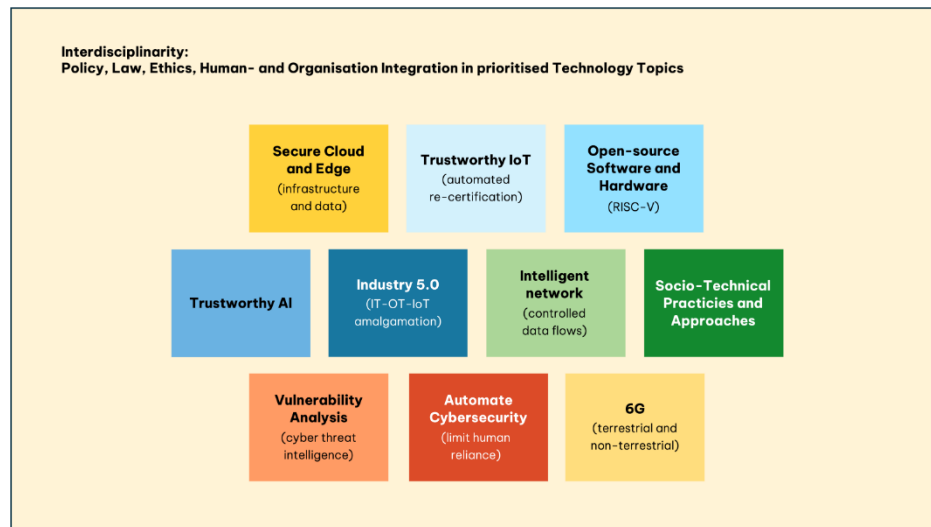 Interdisciplinarity:
Policy, Law, Ethics, Human- and Organisation Integration in prioritised Technology Topics
Secure Cloud
and Edge
(infrastructure
and data)
Trustworthy IoT
(automated
re-certification)
Open-source
Software and
Hardware
(RISC-V)
Trustworthy AI
Industry 5.0
(IT-OT-IoT
amalgamation)
Intelligent
network
(controlled
data flows)
Socio-Technical
Practicies and
Approaches
Vulnerability
Analysis
(cyber threat
intelligence)
Automate
Cybersecurity
(limit human
reliance)
6G
(terrestrial and
non-terrestrial)